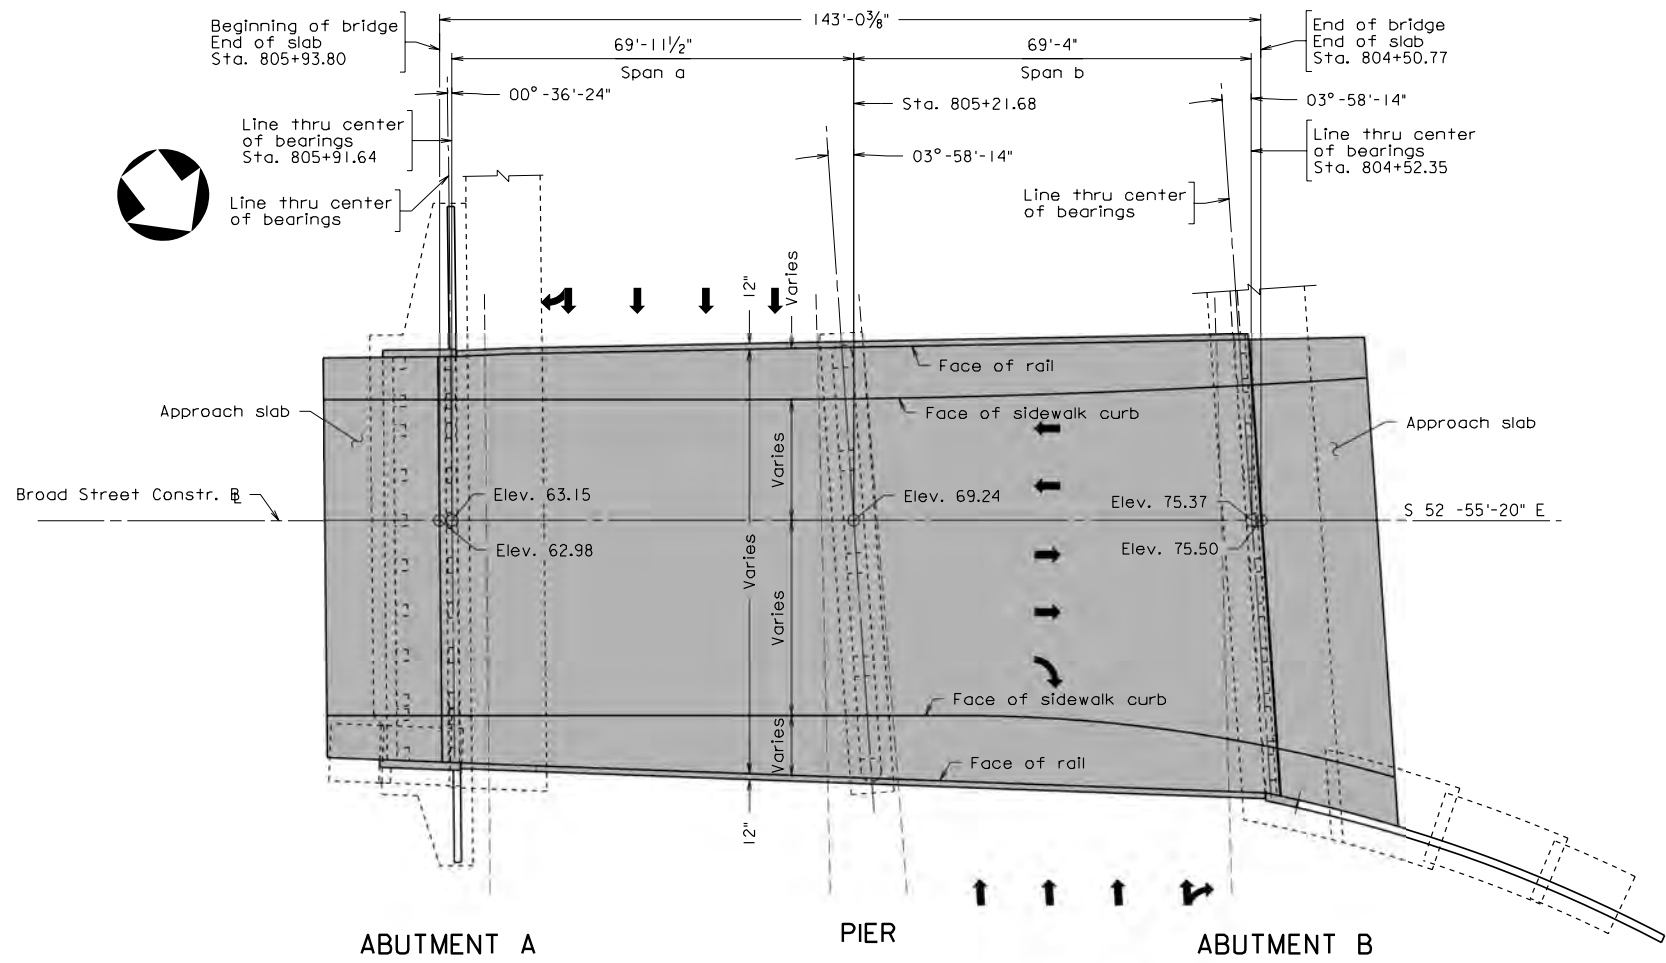 143'-0⅜"
Beginning of bridge
End of slab
Sta. 805+93.80
End of bridge
End of slab
Sta. 804+50.77
69'-11½"
Span a
69'-4"
Span b
00°-36'-24"
Sta. 805+21.68
03°-58'-14"
Line thru center
of bearings
Sta. 805+91.64
03°-58'-14"
Line thru center
of bearings
Sta. 804+52.35
Line thru center
of bearings
Line thru center
of bearings
12"
Varies
Face of rail
Approach slab
Face of sidewalk curb
Approach slab
Varies
Broad Street Constr. ℄
Elev. 63.15
Elev. 69.24
Elev. 75.37
S 52 -55'-20" E
Elev. 62.98
Elev. 75.50
Varies
Varies
Face of sidewalk curb
Varies
Face of rail
12"
ABUTMENT A
PIER
ABUTMENT B